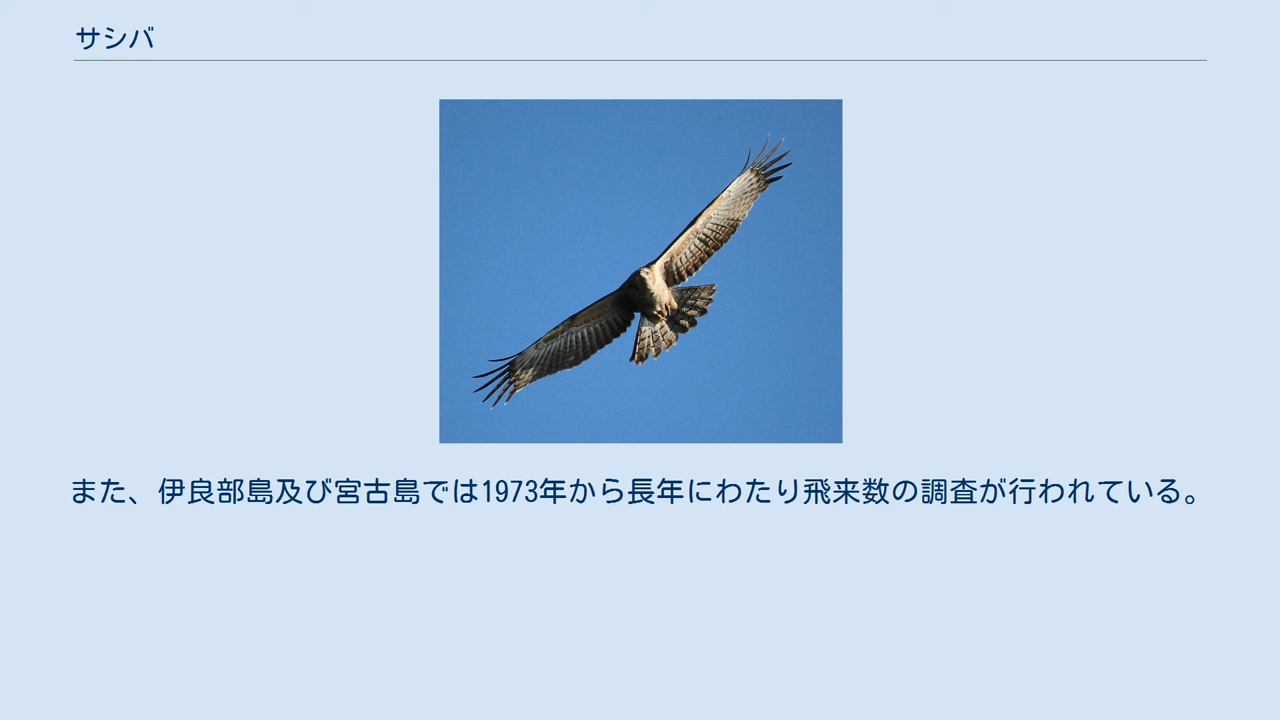 サシバ
また、伊良部島及び宮古島では1973年から長年にわたり飛来数の調査が行われている。